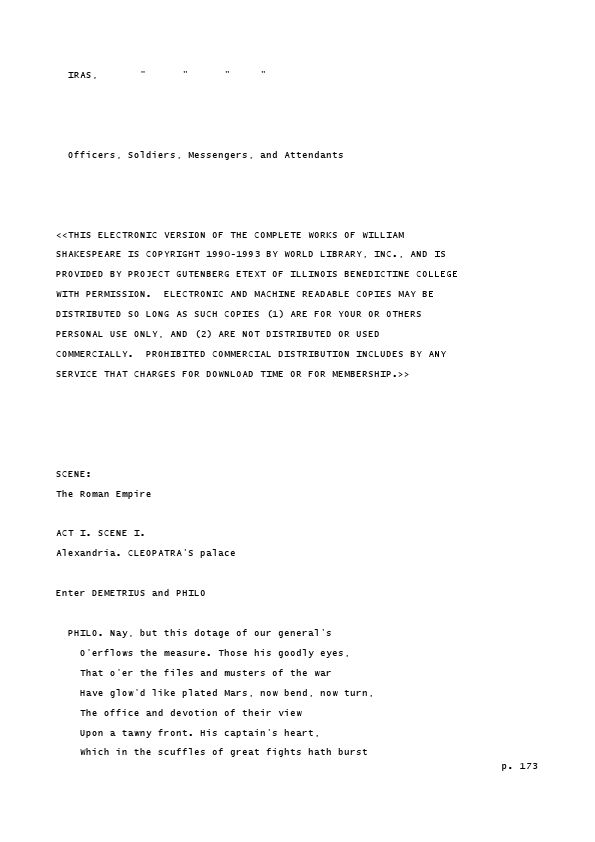 IRAS,       "      "      "     "
Officers, Soldiers, Messengers, and Attendants
<<THIS ELECTRONIC VERSION OF THE COMPLETE WORKS OF WILLIAM
SHAKESPEARE IS COPYRIGHT 1990-1993 BY WORLD LIBRARY, INC., AND IS
PROVIDED BY PROJECT GUTENBERG ETEXT OF ILLINOIS BENEDICTINE COLLEGE
WITH PERMISSION.  ELECTRONIC AND MACHINE READABLE COPIES MAY BE
DISTRIBUTED SO LONG AS SUCH COPIES (1) ARE FOR YOUR OR OTHERS
PERSONAL USE ONLY, AND (2) ARE NOT DISTRIBUTED OR USED
COMMERCIALLY.  PROHIBITED COMMERCIAL DISTRIBUTION INCLUDES BY ANY
SERVICE THAT CHARGES FOR DOWNLOAD TIME OR FOR MEMBERSHIP.>>
SCENE:
The Roman Empire
ACT I. SCENE I.
Alexandria. CLEOPATRA'S palace
Enter DEMETRIUS and PHILO
PHILO. Nay, but this dotage of our general's
O'erflows the measure. Those his goodly eyes,
That o'er the files and musters of the war
Have glow'd like plated Mars, now bend, now turn,
The office and devotion of their view
Upon a tawny front. His captain's heart,
Which in the scuffles of great fights hath burst
p. 173